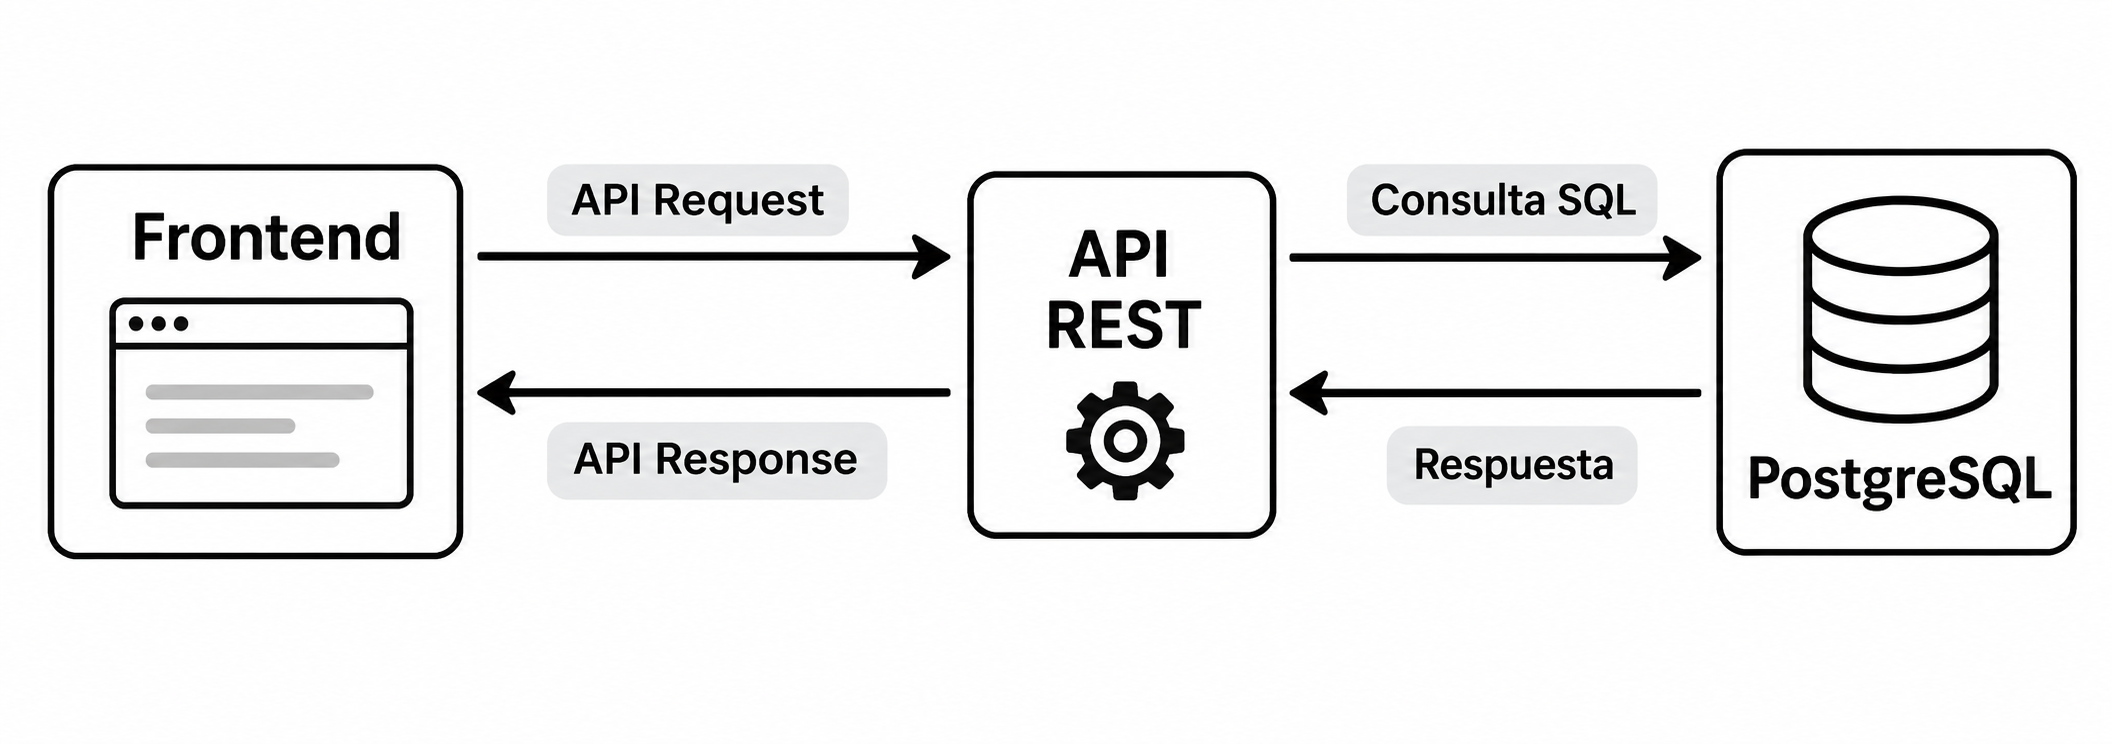 Frontend
API Request
API Response
API
REST
Consulta SQL
Respuesta
PostgreSQL